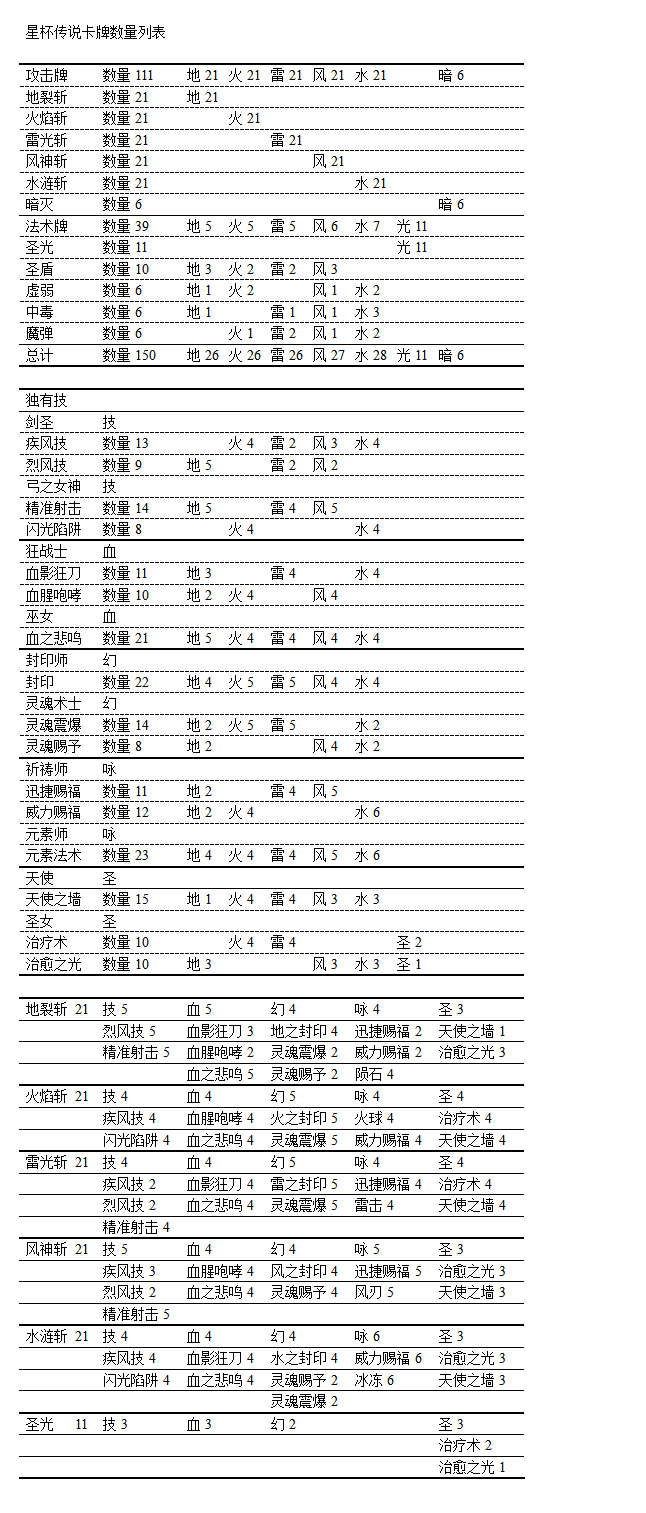 星杯传说卡牌数量列表
攻击牌 数量 111 地 21 火 21 雷 21 风 21 水 21 暗 6
地裂斩 数量 21 地 21
火焰斩 数量 21 火 21
雷光斩 数量 21 雷 21
风神斩 数量 21 风 21
水涟斩 数量 21 水 21
暗灭 数量 6 暗 6
法术牌 数量 39 地 5 火 5 雷 5 风 6 水 7 光 11
圣光 数量 11 光 11
圣盾 数量 10 地 3 火 2 雷 2 风 3
虚弱 数量 6 地 1 火 2 风 1 水 2
中毒 数量 6 地 1 雷 1 风 1 水 3
魔弹 数量 6 火 1 雷 2 风 1 水 2
总计 数量 150 地 26 火 26 雷 26 风 27 水 28 光 11 暗 6
独有技
剑圣 技
疾风技 数量 13 火 4 雷 2 风 3 水 4
烈风技 数量 9 地 5 雷 2 风 2
弓之女神 技
精准射击 数量 14 地 5 雷 4 风 5
闪光陷阱 数量 8 火 4 水 4
狂战士 血
血影狂刀 数量 11 地 3 雷 4 水 4
血腥咆哮 数量 10 地 2 火 4 风 4
巫女 血
血之悲鸣 数量 21 地 5 火 4 雷 4 风 4 水 4
封印师 幻
封印 数量 22 地 4 火 5 雷 5 风 4 水 4
灵魂术士 幻
灵魂震爆 数量 14 地 2 火 5 雷 5 水 2
灵魂赐予 数量 8 地 2 风 4 水 2
祈祷师 咏
迅捷赐福 数量 11 地 2 雷 4 风 5
威力赐福 数量 12 地 2 火 4 水 6
元素师 咏
元素法术 数量 23 地 4 火 4 雷 4 风 5 水 6
天使 圣
天使之墙 数量 15 地 1 火 4 雷 4 风 3 水 3
圣女 圣
治疗术 数量 10 火 4 雷 4 圣 2
治愈之光 数量 10 地 3 风 3 水 3 圣 1
地裂斩 21 技 5 血 5 幻 4 咏 4 圣 4
烈风技 5 血影狂刀 3 地之封印 4 迅捷赐福 2 天使之墙 1
精准射击 5 血腥咆哮 2 灵魂震爆 2 威力赐福 2 治愈之光 3
血之悲鸣 5 灵魂赐予 2 陨石 4
火焰斩 21 技 4 血 4 幻 5 咏 4 圣 4
疾风技 4 血腥咆哮 4 火之封印 5 火球 4 治疗术 4
闪光陷阱 4 血之悲鸣 4 灵魂震爆 5 威力赐福 4 天使之墙 4
雷光斩 21 技 4 血 4 幻 5 咏 4 圣 4
疾风技 2 血影狂刀 4 雷之封印 5 迅捷赐福 4 治疗术 4
烈风技 2 血之悲鸣 4 灵魂震爆 5 雷击 4 天使之墙 4
精准射击 4
风神斩 21 技 5 血 4 幻 4 咏 5 圣 3
疾风技 3 血腥咆哮 4 风之封印 4 迅捷赐福 5 治愈之光 3
烈风技 2 血之悲鸣 4 灵魂赐予 4 风刃 5 天使之墙 3
精准射击 5
水涟斩 21 技 4 血 4 幻 4 咏 6 圣 3
疾风技 4 血影狂刀 4 水之封印 4 威力赐福 6 治愈之光 3
闪光陷阱 4 血之悲鸣 4 灵魂赐予 2 冰冻 6 天使之墙 3
灵魂震爆 2
圣光 11 技 3 血 3 幻 2 圣 3
治疗术 2
治愈之光 1